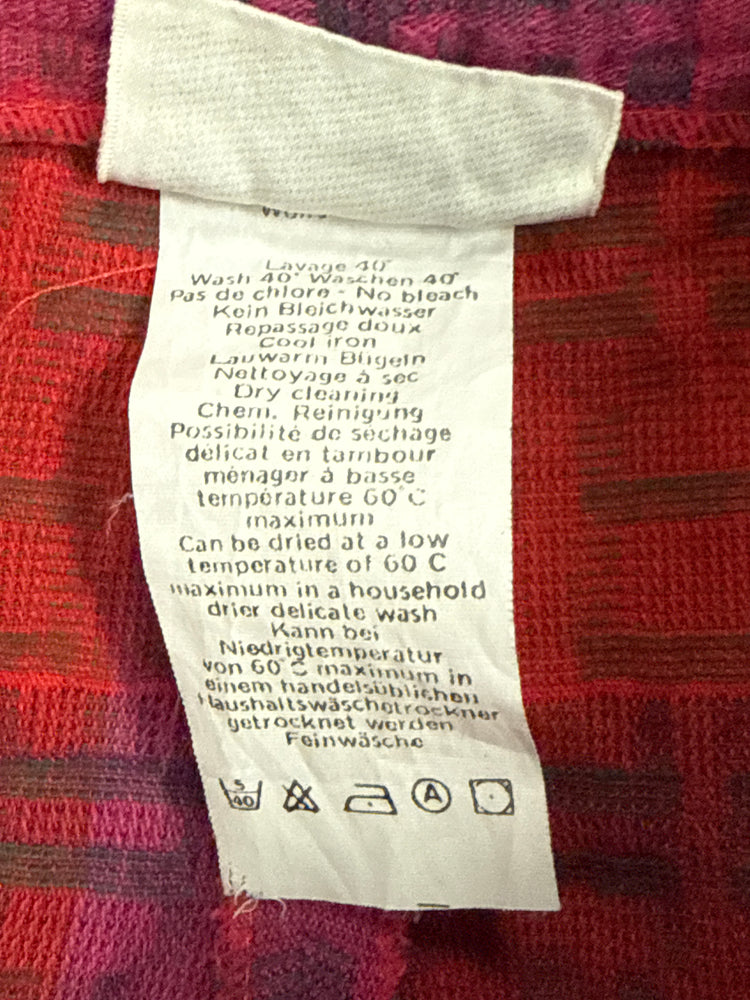 Lavage 40°
Wash 40° Waschen 40°
Pas de chlore - No bleach
Kein Bleichwasser
Repassage doux
Cool iron
Lauwarm Bügeln
Nettoyage à sec
Dry cleaning
Chem. Reinigung
Possibilité de séchage
délicat en tambour
ménager à basse
température 60°C
maximum
Can be dried at a low
temperature of 60 C
maximum in a household
drier delicate wash
Kann bei
Niedrigtemperatur
von 60°C maximum in
einem handelsüblichen
Haushaltswäschetrockner
getrocknet werden
Feinwäsche
5 40 A